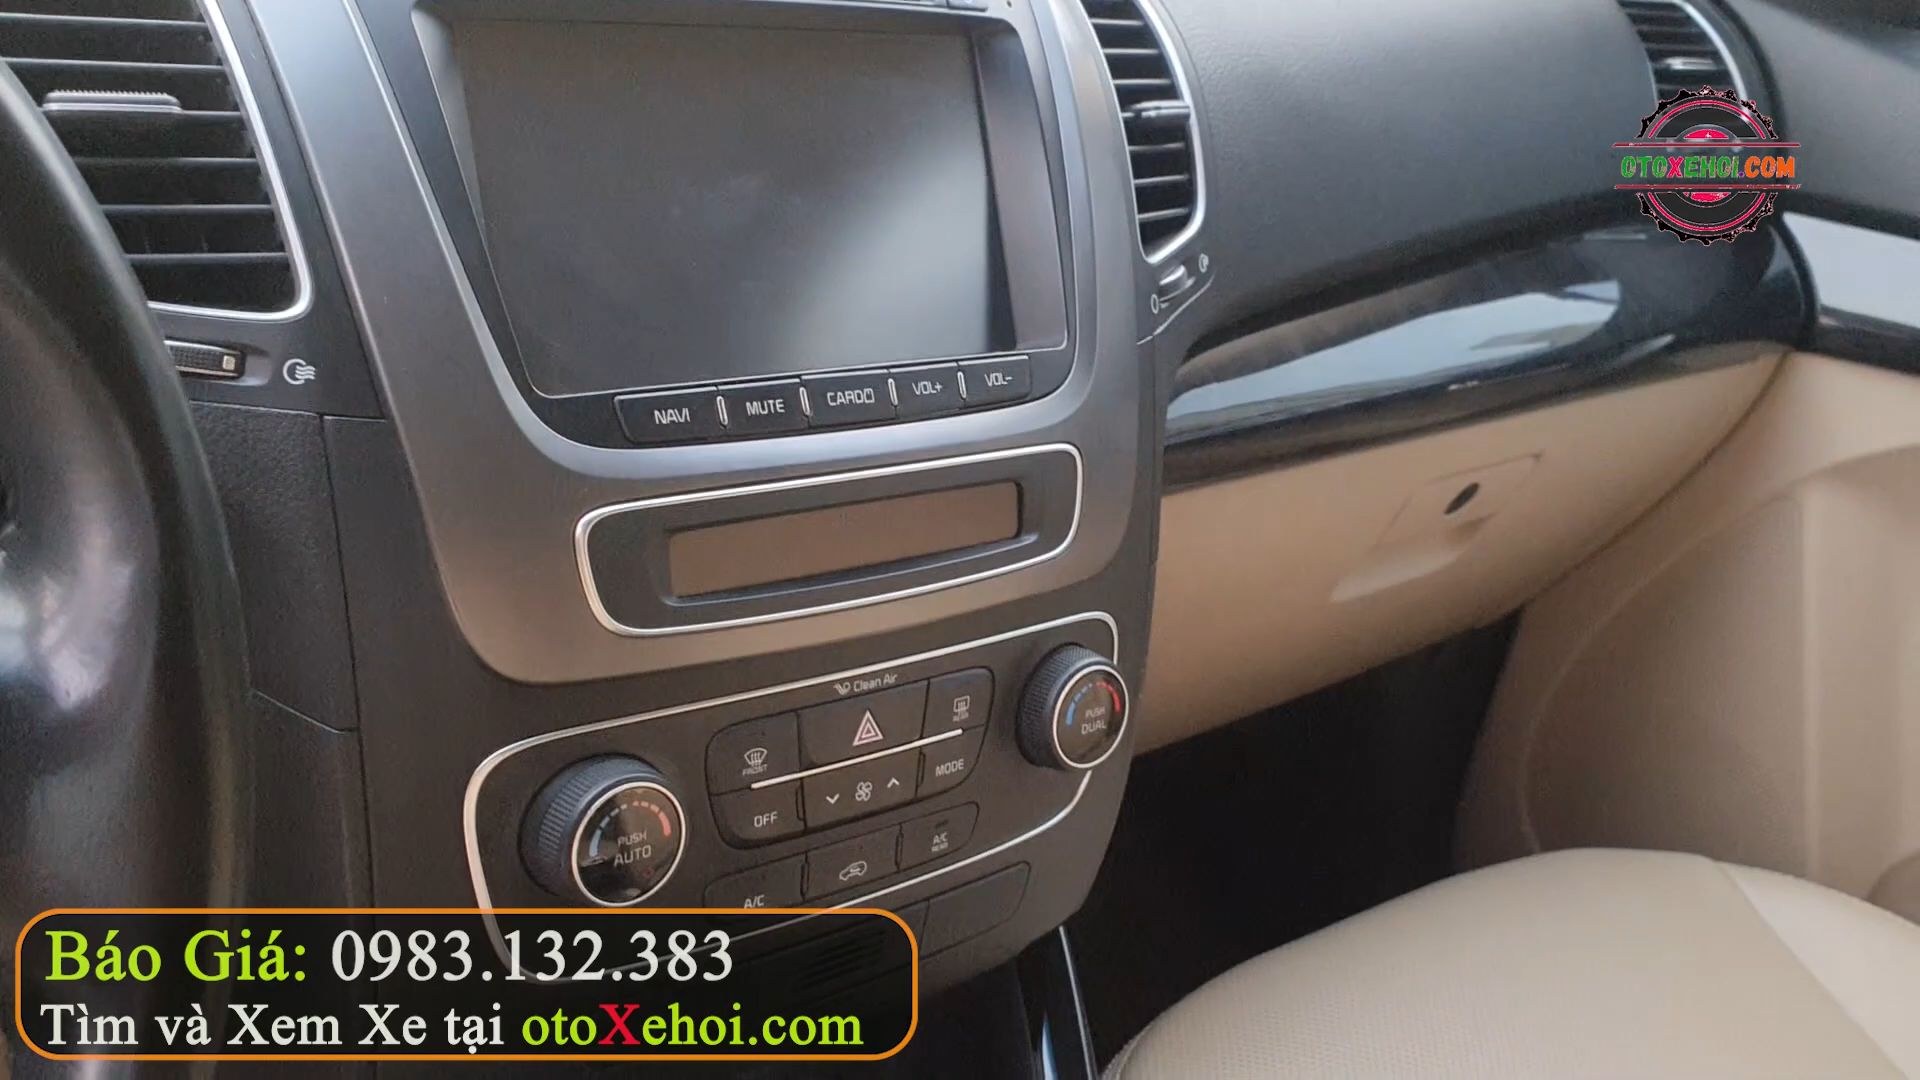 OTOXEHOI.COM
NAVI
MUTE
CARD
VOL+
VOL-
Clean Air
FRONT
REAR
PUSH
DUAL
OFF
MODE
PUSH
AUTO
A/C
A/C
REAR
Báo Giá: 0983.132.383
Tìm và Xem Xe tại otoXehoi.com